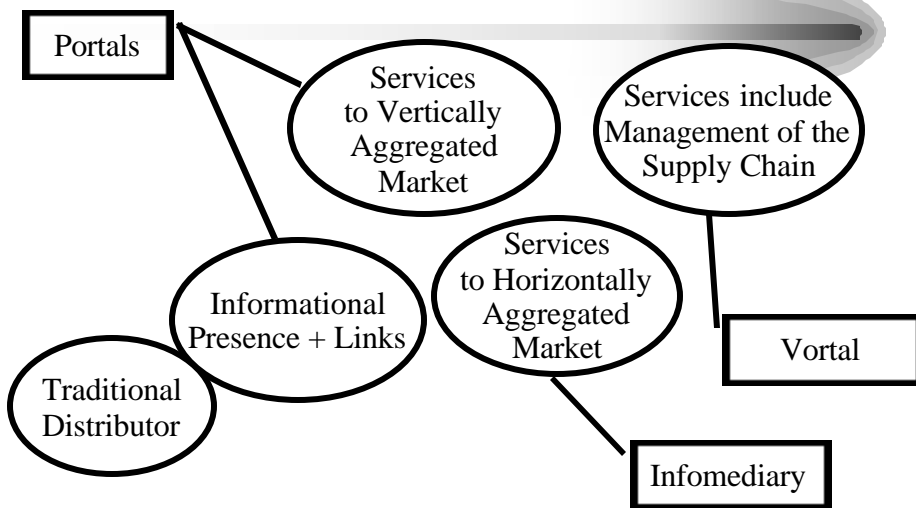 Portals
Services
to Vertically
Aggregated
Market
Services include
Management of the
Supply Chain
Informational
Presence + Links
Services
to Horizontally
Aggregated
Market
Vortal
Traditional
Distributor
Infomediary